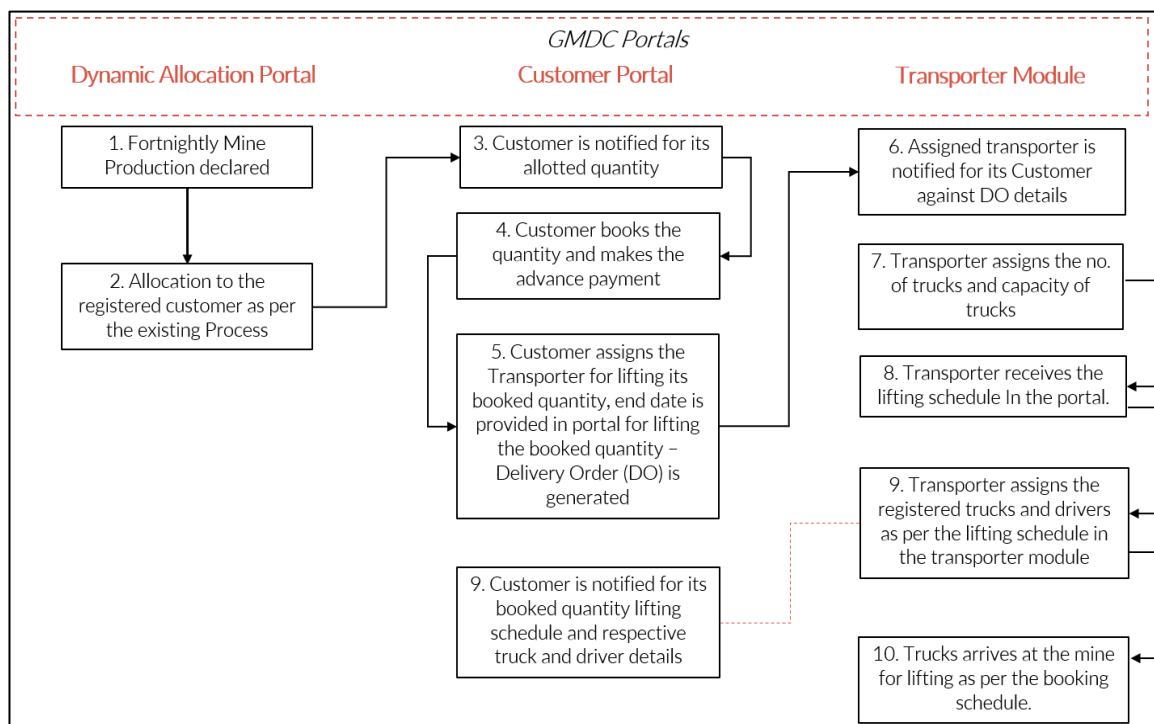 GMDC Portals
Dynamic Allocation Portal
Customer Portal
Transporter Module
1. Fortnightly Mine
Production declared
2. Allocation to the
registered customer as per
the existing Process
3. Customer is notified for its
allotted quantity
4. Customer books the
quantity and makes the
advance payment
5. Customer assigns the
Transporter for lifting its
booked quantity, end date is
provided in portal for lifting
the booked quantity –
Delivery Order (DO) is
generated
9. Customer is notified for its
booked quantity lifting
schedule and respective
truck and driver details
6. Assigned transporter is
notified for its Customer
against DO details
7. Transporter assigns the no.
of trucks and capacity of
trucks
8. Transporter receives the
lifting schedule In the portal.
9. Transporter assigns the
registered trucks and drivers
as per the lifting schedule in
the transporter module
10. Trucks arrives at the mine
for lifting as per the booking
schedule.